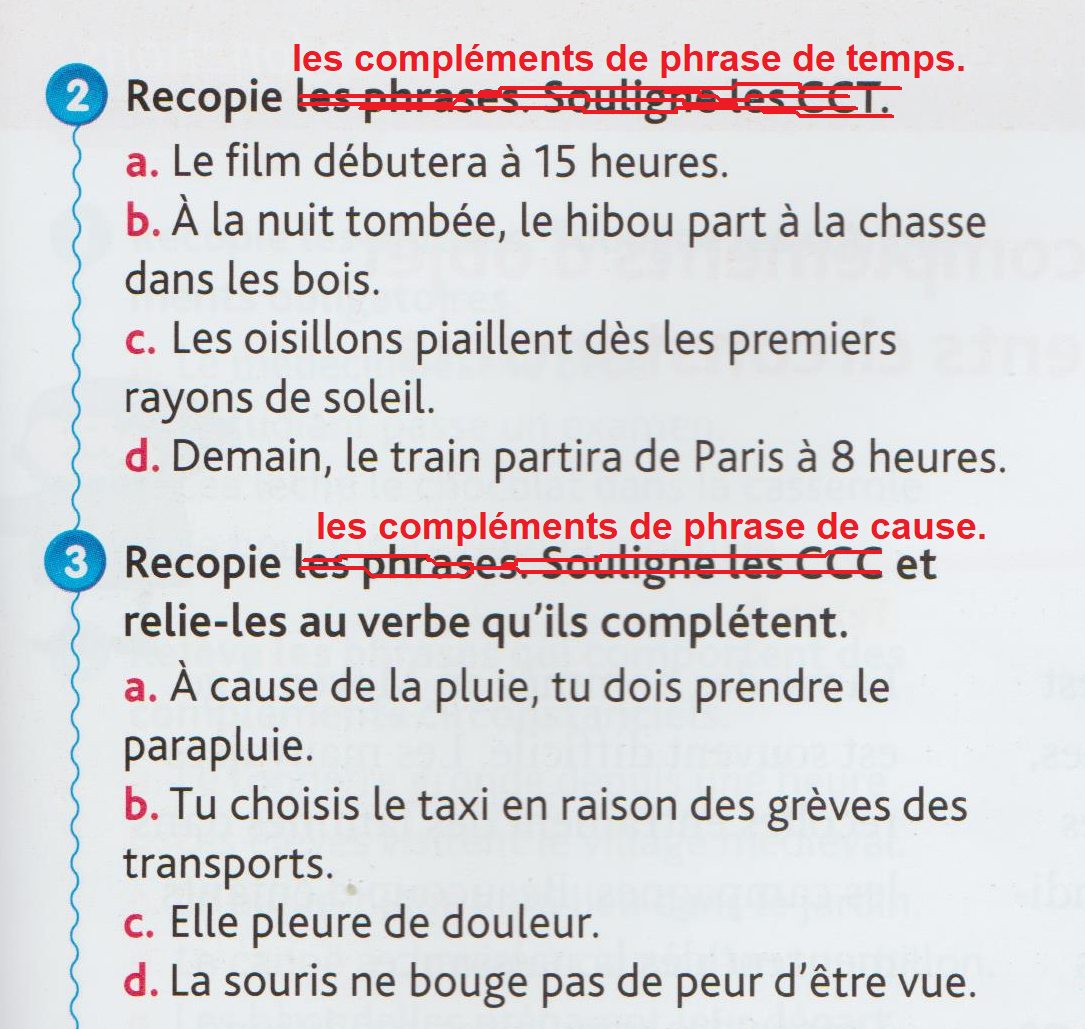 les compléments de phrase de temps.
2 Recopie les phrases. Souligne les CCT.
a. Le film débutera à 15 heures.
b. À la nuit tombée, le hibou part à la chasse
dans les bois.
c. Les oisillons piaillent dès les premiers
rayons de soleil.
d. Demain, le train partira de Paris à 8 heures.
les compléments de phrase de cause.
3 Recopie les phrases. Souligne les CCC et
relie-les au verbe qu'ils complétent.
a. À cause de la pluie, tu dois prendre le
parapluie.
b. Tu choisis le taxi en raison des grèves des
transports.
c. Elle pleure de douleur.
d. La souris ne bouge pas de peur d'être vue.